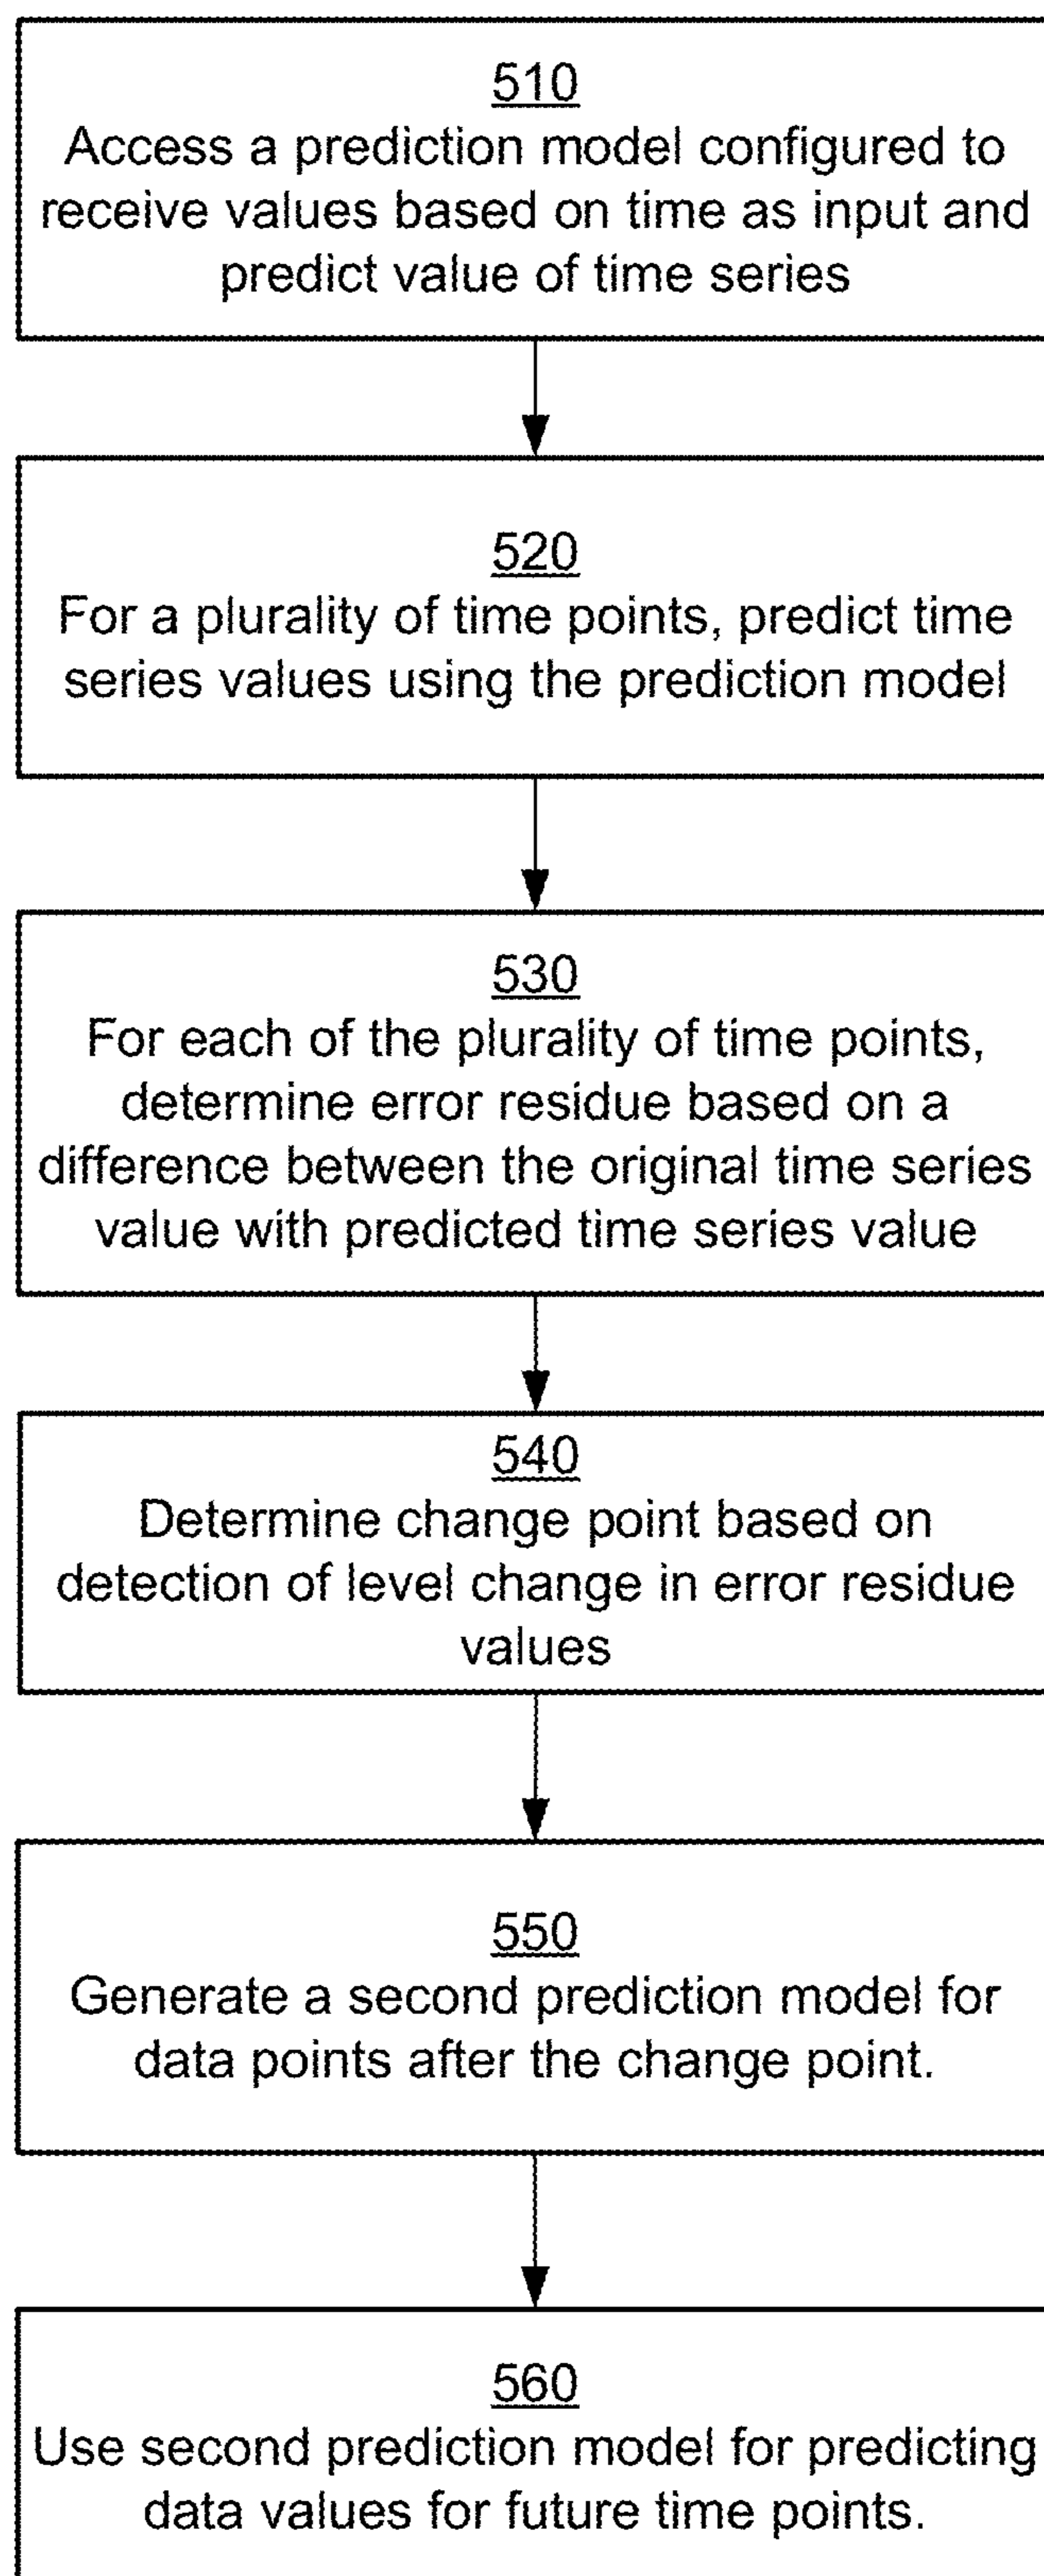 510
Access a prediction model configured to
receive values based on time as input and
predict value of time series
520
For a plurality of time points, predict time
series values using the prediction model
530
For each of the plurality of time points,
determine error residue based on a
difference between the original time series
value with predicted time series value
540
Determine change point based on
detection of level change in error residue
values
550
Generate a second prediction model for
data points after the change point.
560
Use second prediction model for predicting
data values for future time points.